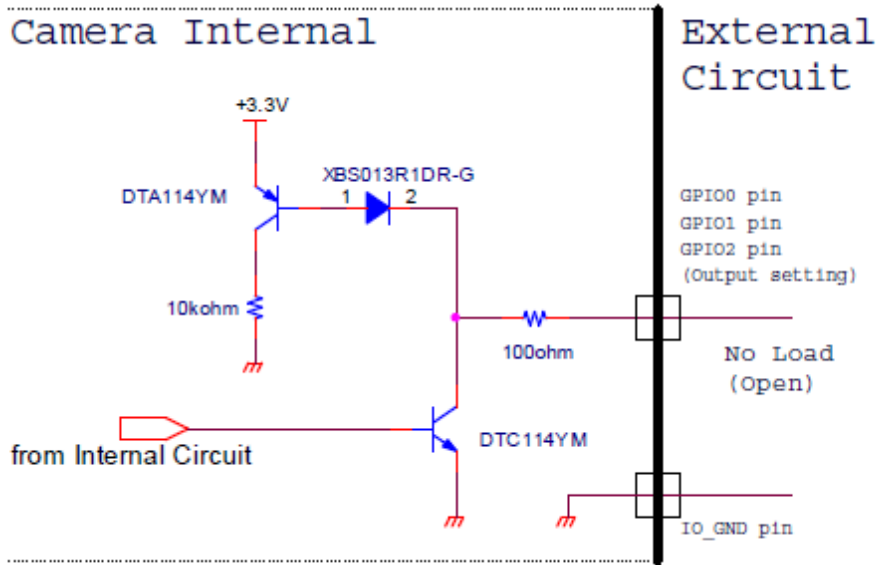 Camera Internal
External
Circuit
+3.3V
XBS013R1DR-G
DTA114YM
1
2
GPIO0 pin
GPIO1 pin
GPIO2 pin
(Output setting)
10kohm
100ohm
No Load
(Open)
DTC114YM
from Internal Circuit
IO_GND pin